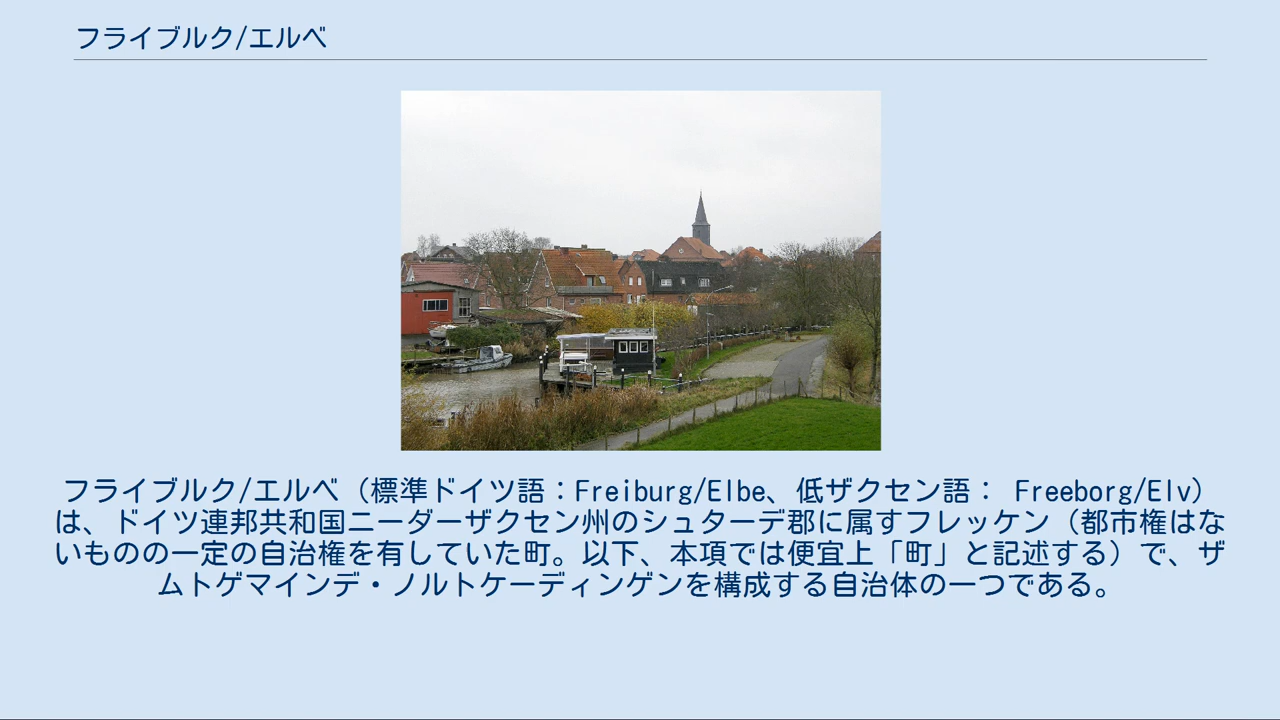 フライブルク/エルベ
フライブルク/エルベ（標準ドイツ語：Freiburg/Elbe、低ザクセン語： Freeborg/Elv）
は、ドイツ連邦共和国ニーダーザクセン州のシュターデ郡に属すフレッケン（都市権はな
いものの一定の自治権を有していた町。以下、本項では便宜上「町」と記述する）で、ザ
ムトゲマインデ・ノルトケーディンゲンを構成する自治体の一つである。